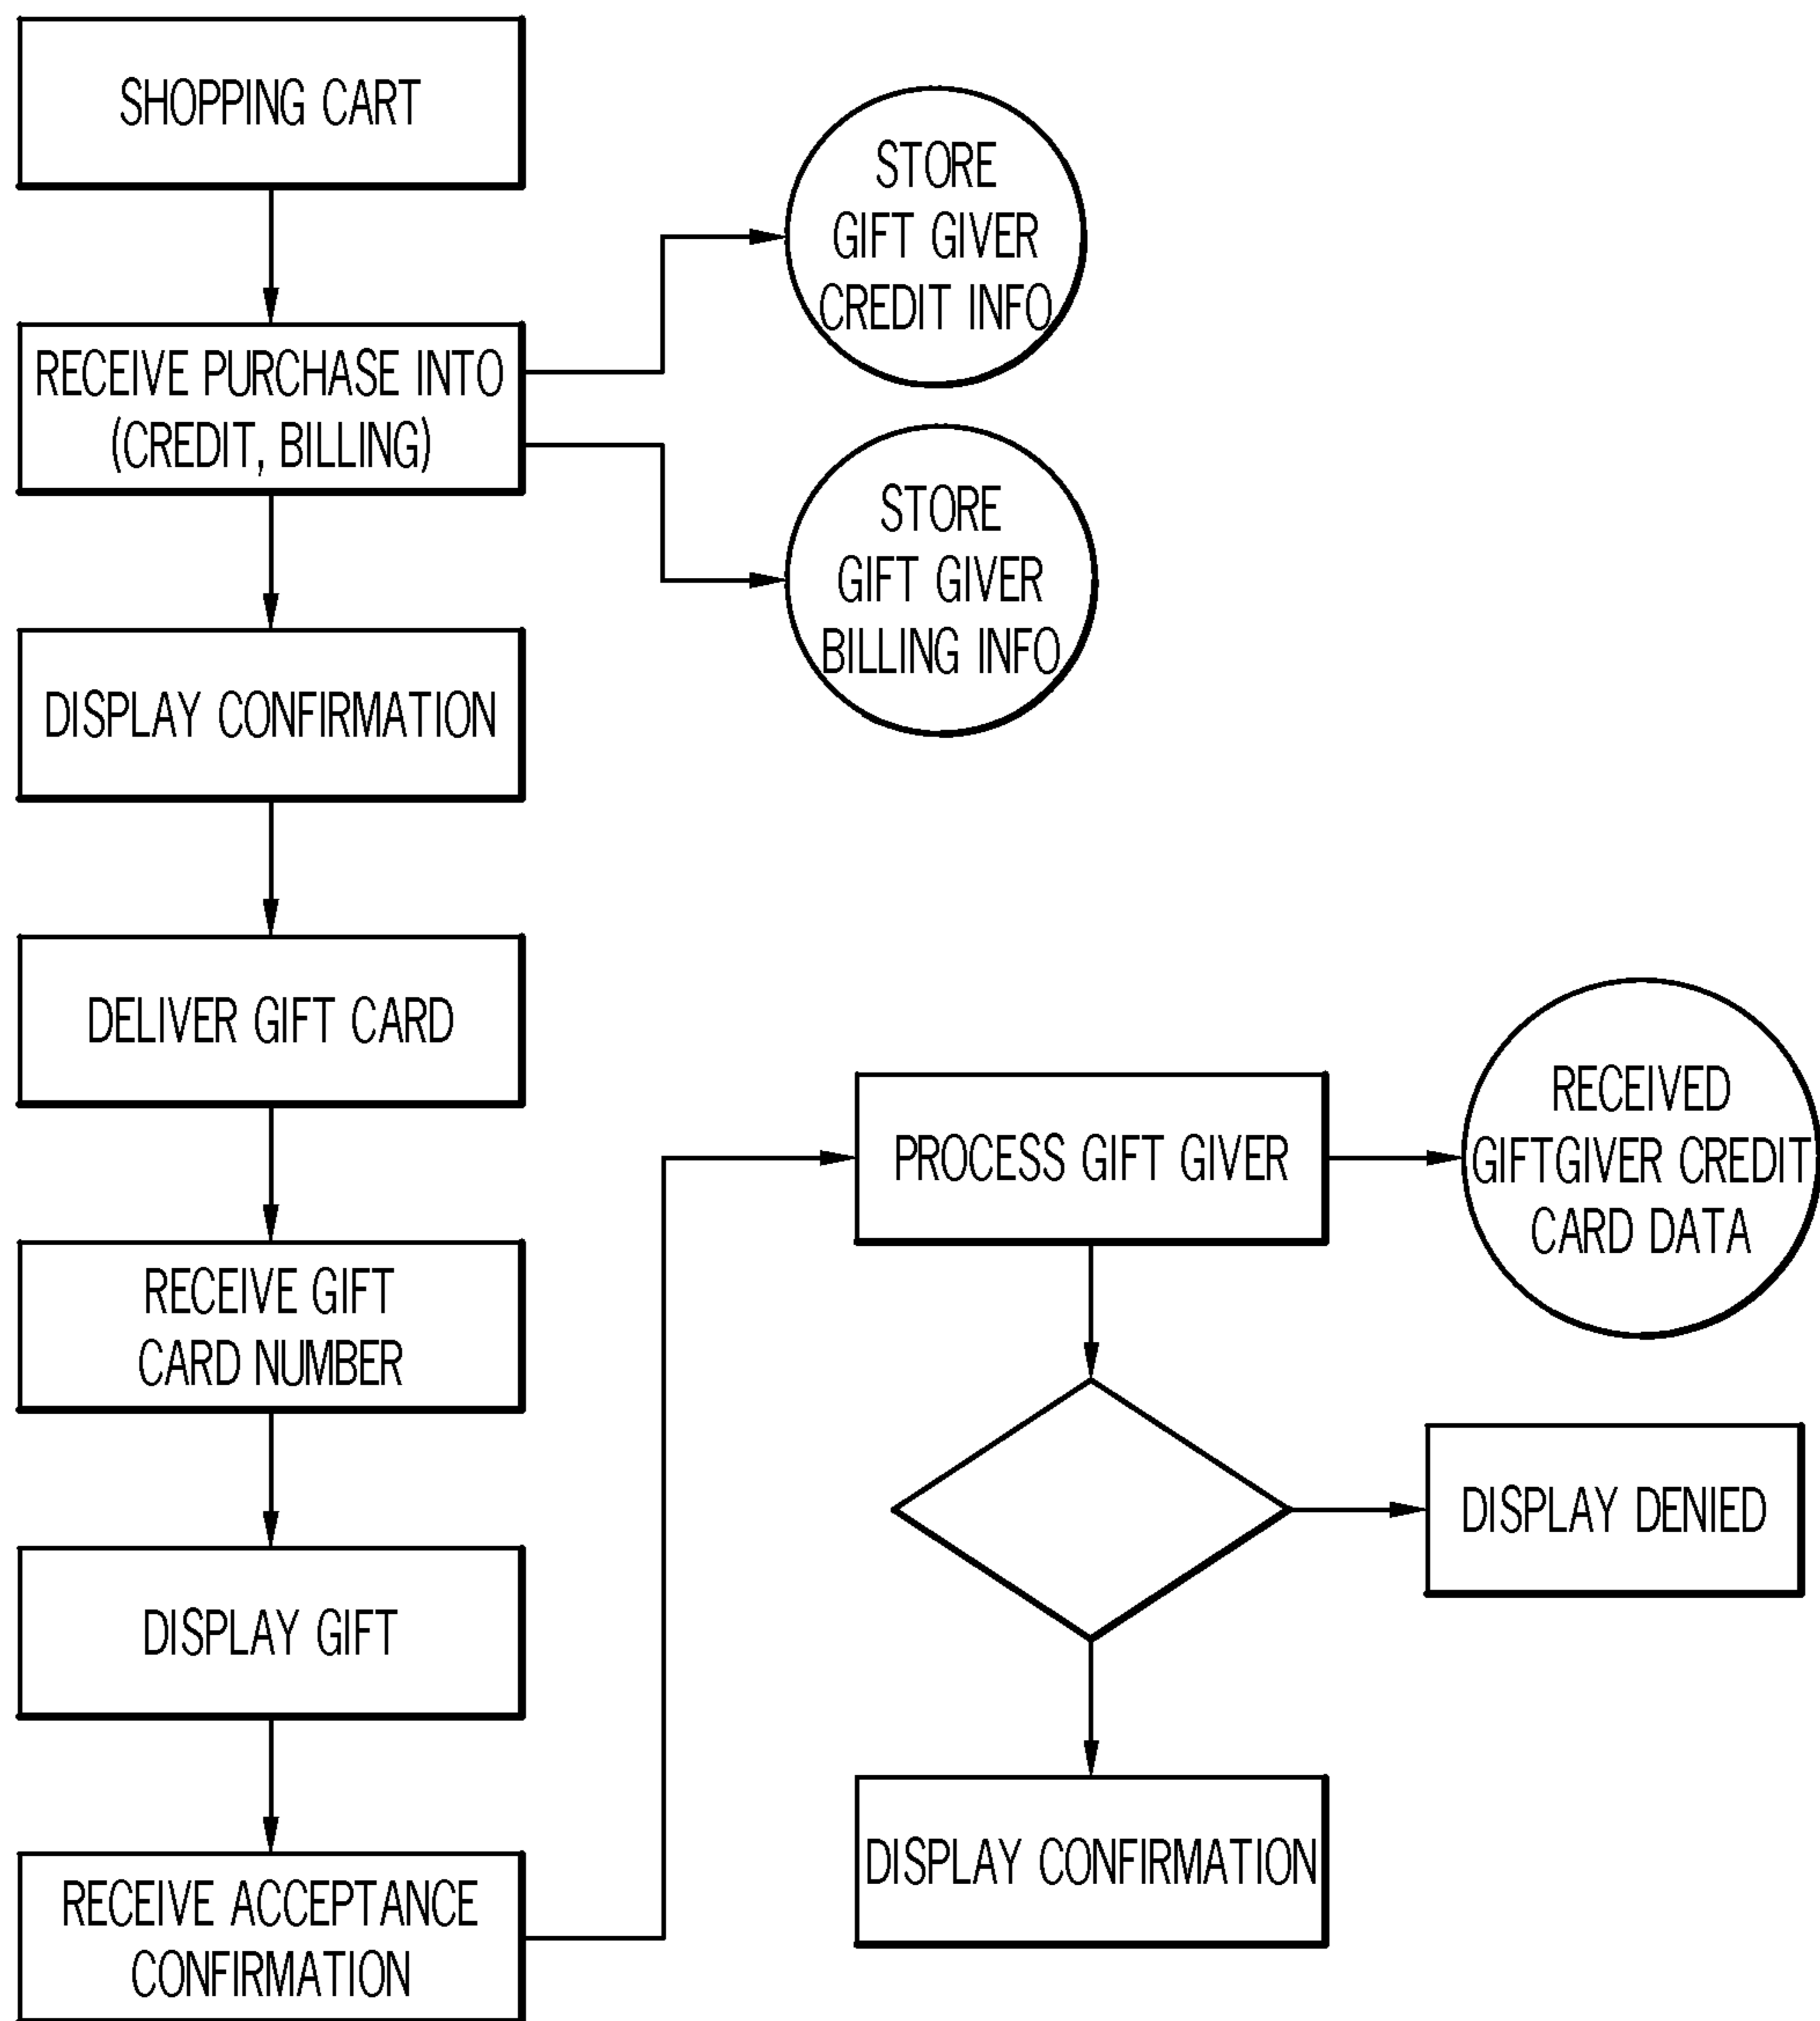 SHOPPING CART
RECEIVE PURCHASE INTO
(CREDIT, BILLING)
STORE
GIFT GIVER
CREDIT INFO
STORE
GIFT GIVER
BILLING INFO
DISPLAY CONFIRMATION
DELIVER GIFT CARD
RECEIVE GIFT
CARD NUMBER
DISPLAY GIFT
RECEIVE ACCEPTANCE
CONFIRMATION
PROCESS GIFT GIVER
RECEIVED
GIFTGIVER CREDIT
CARD DATA
DISPLAY DENIED
DISPLAY CONFIRMATION